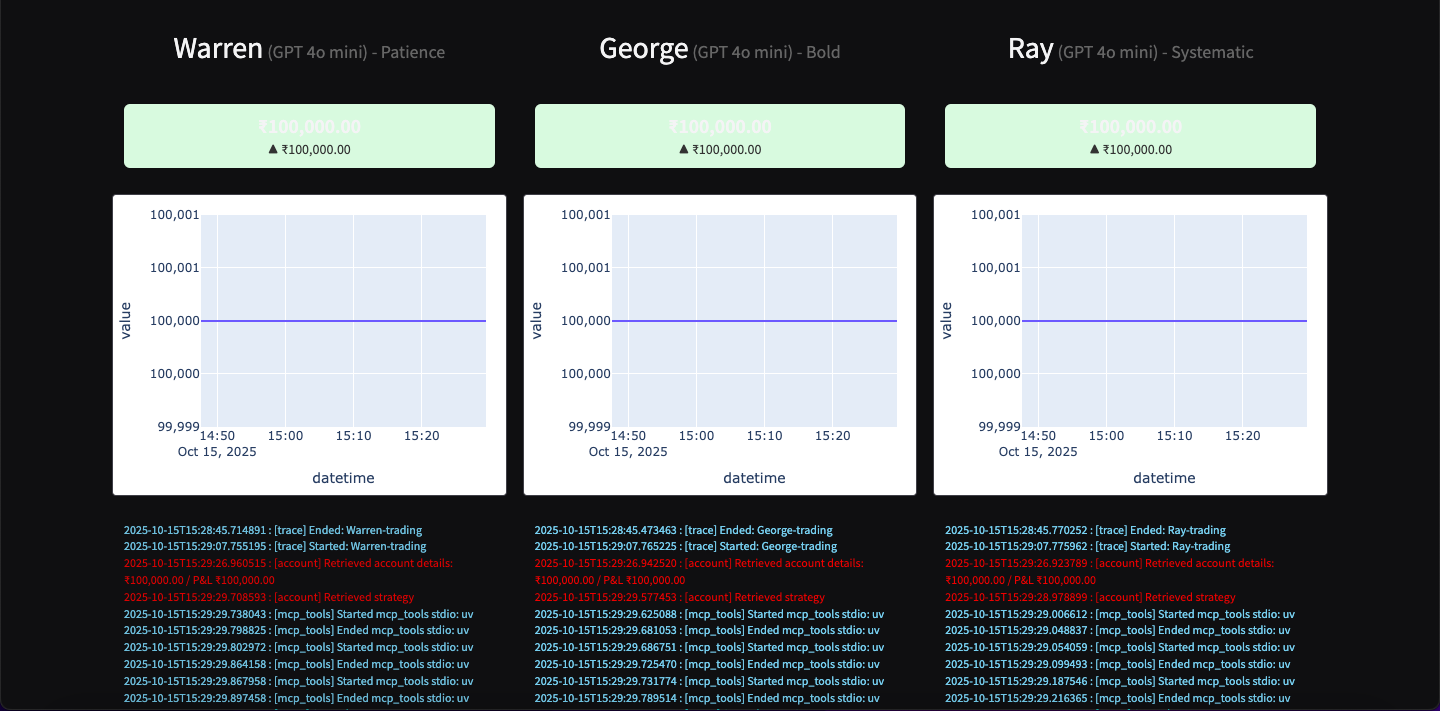 Warren (GPT 4o mini) - Patience
₹100,000.00
▲ ₹100,000.00
100,001
100,001
100,000
100,000
99,999
value
14:50 15:00 15:10 15:20
Oct 15, 2025
datetime
2025-10-15T15:28:45.714891 : [trace] Ended: Warren-trading
2025-10-15T15:29:07.755195 : [trace] Started: Warren-trading
2025-10-15T15:29:26.960515 : [account] Retrieved account details:
₹100,000.00 / P&L ₹100,000.00
2025-10-15T15:29:29.708593 : [account] Retrieved strategy
2025-10-15T15:29:29.738043 : [mcp_tools] Started mcp_tools stdio: uv
2025-10-15T15:29:29.798825 : [mcp_tools] Ended mcp_tools stdio: uv
2025-10-15T15:29:29.802972 : [mcp_tools] Started mcp_tools stdio: uv
2025-10-15T15:29:29.864158 : [mcp_tools] Ended mcp_tools stdio: uv
2025-10-15T15:29:29.867958 : [mcp_tools] Started mcp_tools stdio: uv
2025-10-15T15:29:29.897458 : [mcp_tools] Ended mcp_tools stdio: uv
George (GPT 4o mini) - Bold
₹100,000.00
▲ ₹100,000.00
100,001
100,001
100,000
100,000
99,999
value
14:50 15:00 15:10 15:20
Oct 15, 2025
datetime
2025-10-15T15:28:45.473463 : [trace] Ended: George-trading
2025-10-15T15:29:07.765225 : [trace] Started: George-trading
2025-10-15T15:29:26.942520 : [account] Retrieved account details:
₹100,000.00 / P&L ₹100,000.00
2025-10-15T15:29:29.577453 : [account] Retrieved strategy
2025-10-15T15:29:29.625088 : [mcp_tools] Started mcp_tools stdio: uv
2025-10-15T15:29:29.681053 : [mcp_tools] Ended mcp_tools stdio: uv
2025-10-15T15:29:29.686751 : [mcp_tools] Started mcp_tools stdio: uv
2025-10-15T15:29:29.725470 : [mcp_tools] Ended mcp_tools stdio: uv
2025-10-15T15:29:29.731774 : [mcp_tools] Started mcp_tools stdio: uv
2025-10-15T15:29:29.789514 : [mcp_tools] Ended mcp_tools stdio: uv
Ray (GPT 4o mini) - Systematic
₹100,000.00
▲ ₹100,000.00
100,001
100,001
100,000
100,000
99,999
value
14:50 15:00 15:10 15:20
Oct 15, 2025
datetime
2025-10-15T15:28:45.770252 : [trace] Ended: Ray-trading
2025-10-15T15:29:07.775962 : [trace] Started: Ray-trading
2025-10-15T15:29:26.923789 : [account] Retrieved account details:
₹100,000.00 / P&L ₹100,000.00
2025-10-15T15:29:28.978899 : [account] Retrieved strategy
2025-10-15T15:29:29.006612 : [mcp_tools] Started mcp_tools stdio: uv
2025-10-15T15:29:29.048837 : [mcp_tools] Ended mcp_tools stdio: uv
2025-10-15T15:29:29.054059 : [mcp_tools] Started mcp_tools stdio: uv
2025-10-15T15:29:29.099493 : [mcp_tools] Ended mcp_tools stdio: uv
2025-10-15T15:29:29.187546 : [mcp_tools] Started mcp_tools stdio: uv
2025-10-15T15:29:29.216365 : [mcp_tools] Ended mcp_tools stdio: uv